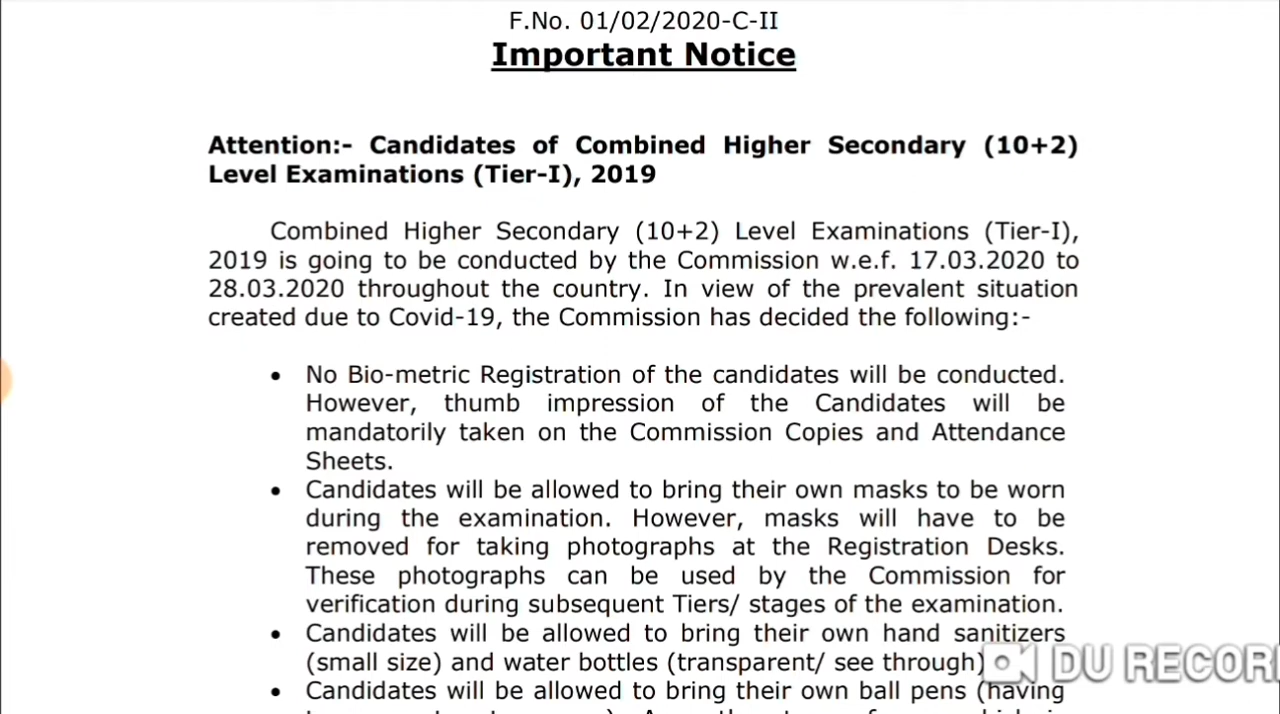 F.No. 01/02/2020-C-II
Important Notice
Attention:- Candidates of Combined Higher Secondary (10+2)
Level Examinations (Tier-I), 2019
Combined Higher Secondary (10+2) Level Examinations (Tier-I),
2019 is going to be conducted by the Commission w.e.f. 17.03.2020 to
28.03.2020 throughout the country. In view of the prevalent situation
created due to Covid-19, the Commission has decided the following:-
• No Bio-metric Registration of the candidates will be conducted.
However, thumb impression of the Candidates will be
mandatorily taken on the Commission Copies and Attendance
Sheets.
• Candidates will be allowed to bring their own masks to be worn
during the examination. However, masks will have to be
removed for taking photographs at the Registration Desks.
These photographs can be used by the Commission for
verification during subsequent Tiers/ stages of the examination.
• Candidates will be allowed to bring their own hand sanitizers
(small size) and water bottles (transparent/ see through)
DU RECOR
• Candidates will be allowed to bring their own ball pens (having